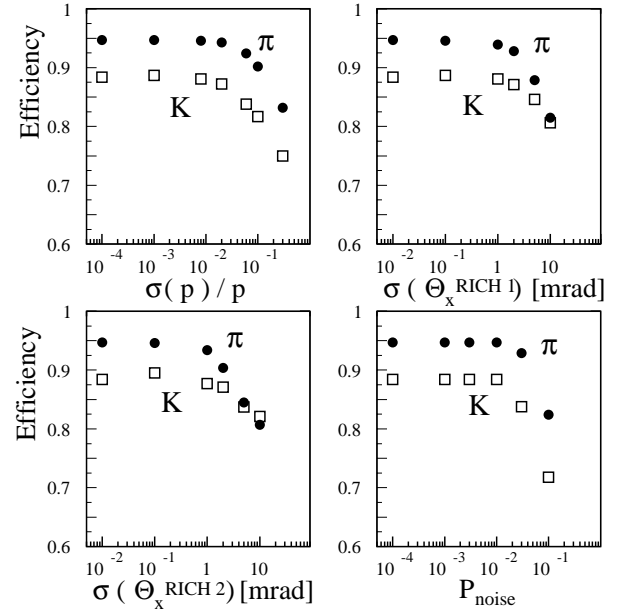 1
0.9
0.8
0.7
0.6
Efficiency
π
K
10⁻⁴ 10⁻³ 10⁻² 10⁻¹
σ( p ) / p
1
0.9
0.8
0.7
0.6
π
K
10⁻² 10⁻¹ 1 10
σ ( Θₓ RICH 1 ) [mrad]
1
0.9
0.8
0.7
0.6
Efficiency
π
K
10⁻² 10⁻¹ 1 10
σ ( Θₓ RICH 2 ) [mrad]
1
0.9
0.8
0.7
0.6
π
K
10⁻⁴ 10⁻³ 10⁻² 10⁻¹
P_noise